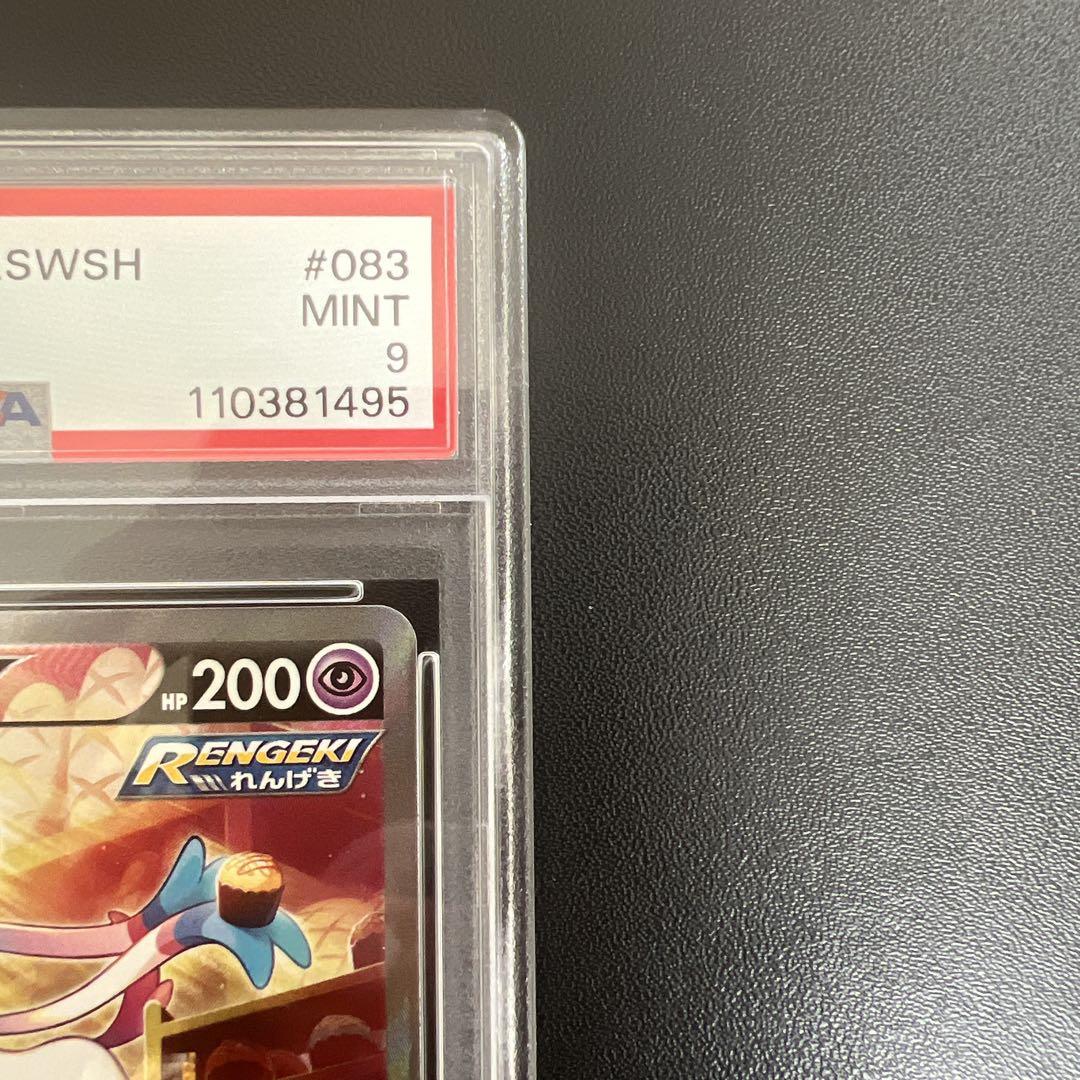 SWSH #083
MINT
9
A 110381495
HP 200
RENGEKI
れんげき